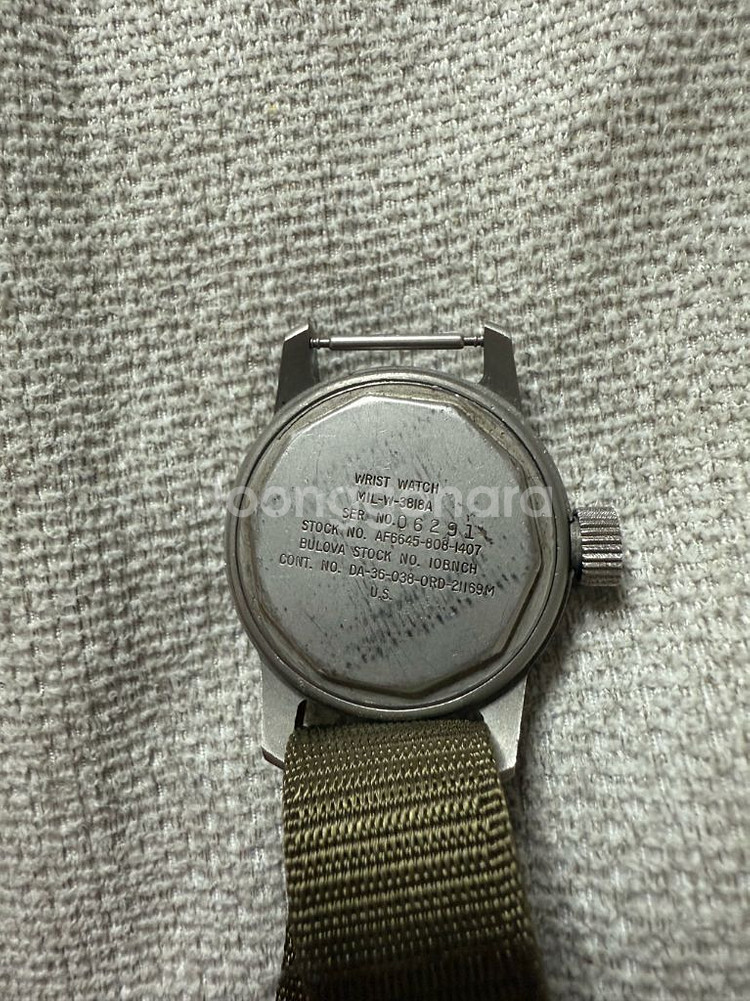 WRIST WATCH
MIL-W-3818A
SER NO. 06291
STOCK NO. AF6645-808-1407
BULOVA STOCK NO. 10BNCH
CONT. NO. DA-36-038-ORD-21169M
U.S.
Joonggonara